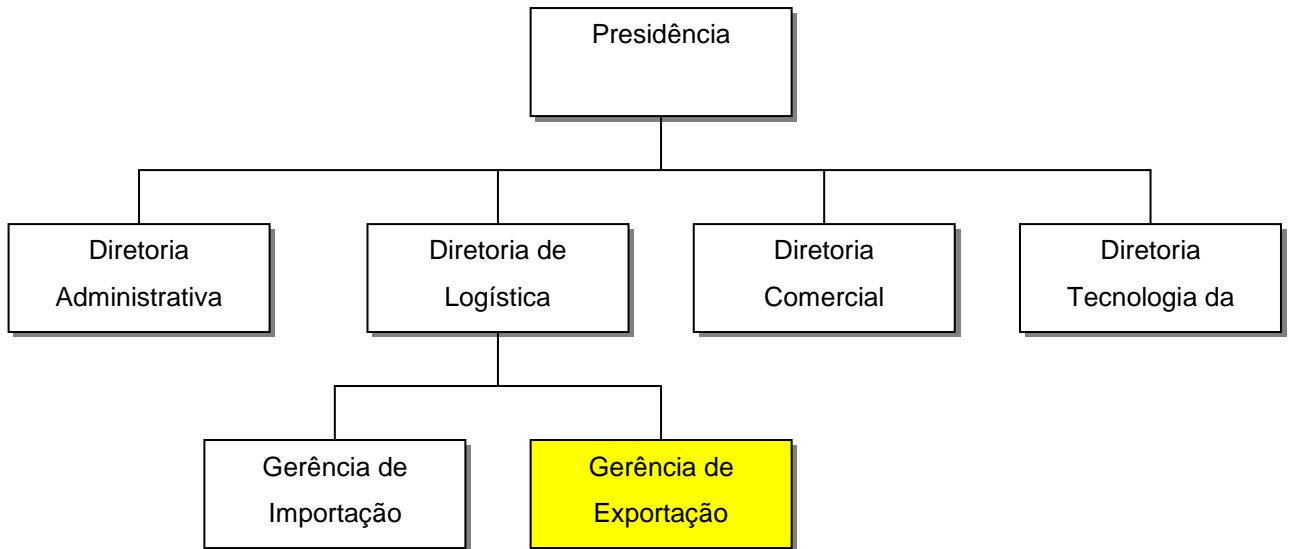 Presidência
Diretoria
Administrativa
Diretoria de
Logística
Diretoria
Comercial
Diretoria
Tecnologia da
Gerência de
Importação
Gerência de
Exportação